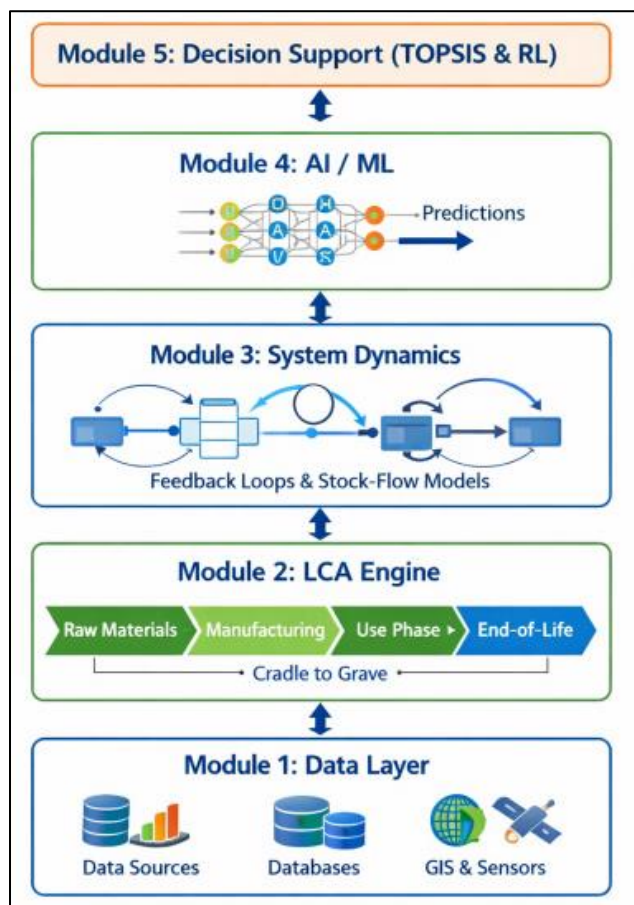 Module 5: Decision Support (TOPSIS & RL)
Module 4: AI / ML
Predictions
Module 3: System Dynamics
Feedback Loops & Stock-Flow Models
Module 2: LCA Engine
Raw Materials Manufacturing Use Phase End-of-Life
Cradle to Grave
Module 1: Data Layer
Data Sources Databases GIS & Sensors